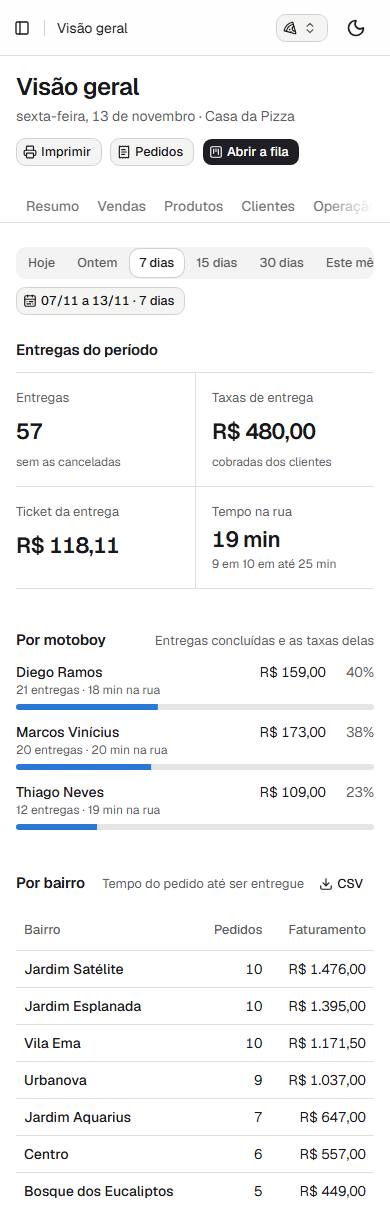 Visão geral
Visão geral
sexta-feira, 13 de novembro · Casa da Pizza
Imprimir Pedidos Abrir a fila
Resumo Vendas Produtos Clientes Operaçã
Hoje Ontem 7 dias 15 dias 30 dias Este mê
07/11 a 13/11 · 7 dias
Entregas do período
Entregas Taxas de entrega
57 R$ 480,00
sem as canceladas cobradas dos clientes
Ticket da entrega Tempo na rua
R$ 118,11 19 min
9 em 10 em até 25 min
Por motoboy Entregas concluídas e as taxas delas
Diego Ramos R$ 159,00 40%
21 entregas · 18 min na rua
Marcos Vinícius R$ 173,00 38%
20 entregas · 20 min na rua
Thiago Neves R$ 109,00 23%
12 entregas · 19 min na rua
Por bairro Tempo do pedido até ser entregue CSV
Bairro Pedidos Faturamento
Jardim Satélite 10 R$ 1.476,00
Jardim Esplanada 10 R$ 1.395,00
Vila Ema 10 R$ 1.171,50
Urbanova 9 R$ 1.037,00
Jardim Aquarius 7 R$ 647,00
Centro 6 R$ 557,00
Bosque dos Eucaliptos 5 R$ 449,00